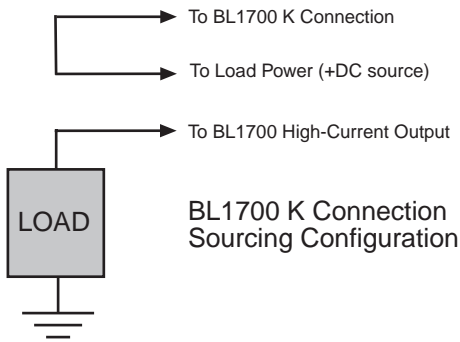 To BL1700 K Connection
To Load Power (+DC source)
To BL1700 High-Current Output
LOAD
BL1700 K Connection
Sourcing Configuration